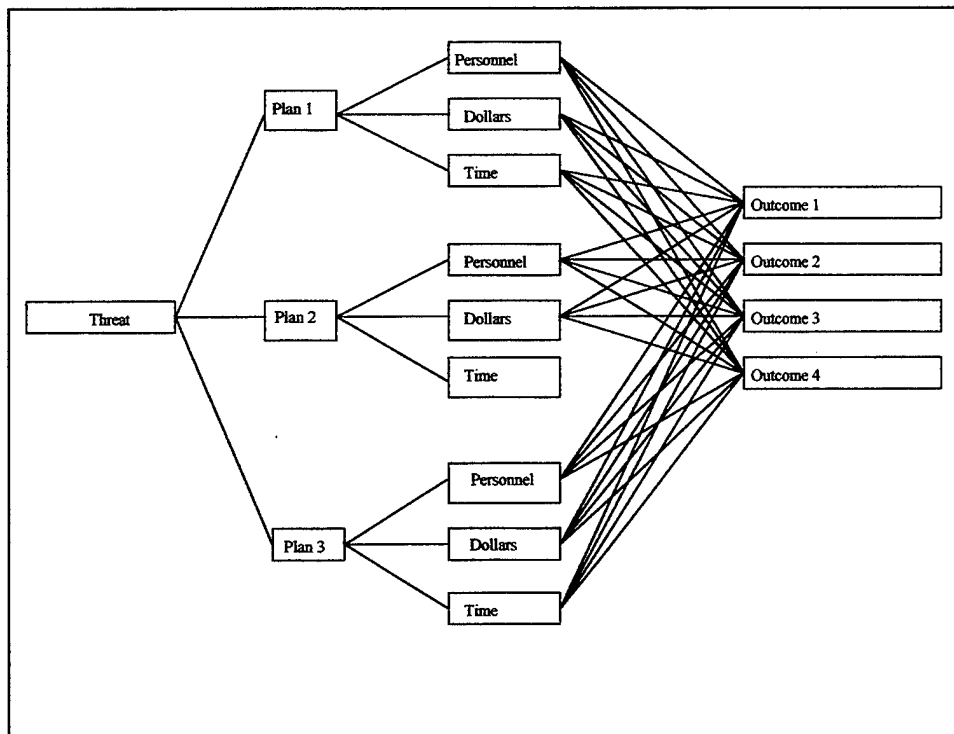 Threat
Plan 1
Personnel
Dollars
Time
Plan 2
Personnel
Dollars
Time
Plan 3
Personnel
Dollars
Time
Outcome 1
Outcome 2
Outcome 3
Outcome 4